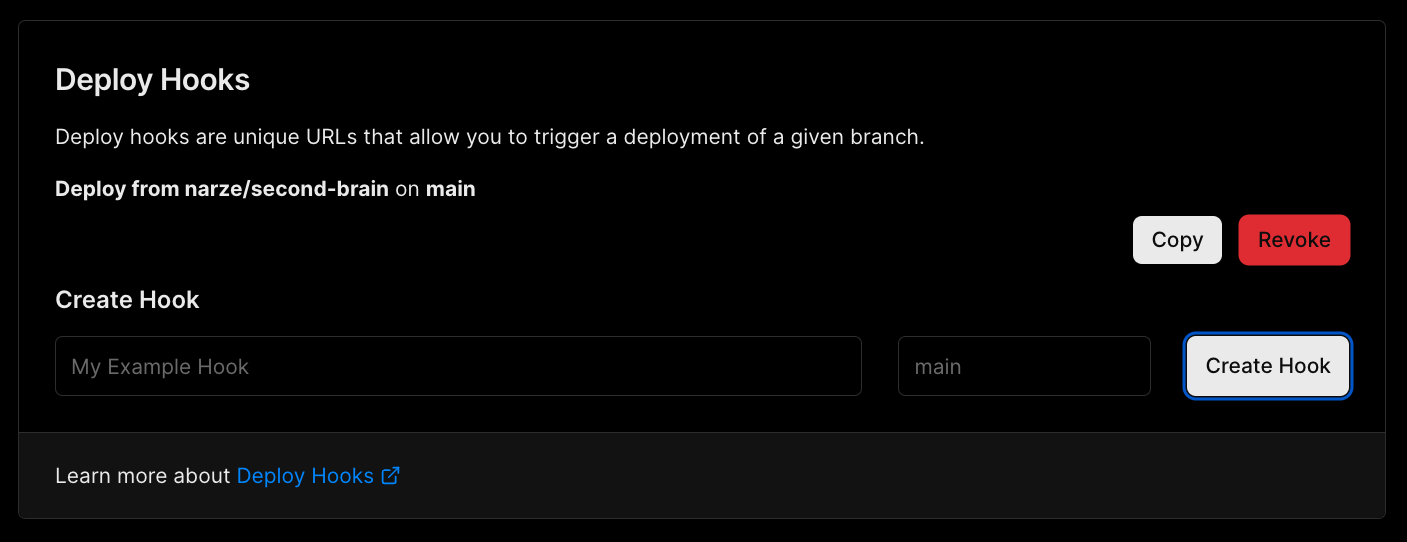 Deploy Hooks
Deploy hooks are unique URLs that allow you to trigger a deployment of a given branch.
Deploy from narze/second-brain on main
Copy Revoke
Create Hook
My Example Hook main Create Hook
Learn more about Deploy Hooks